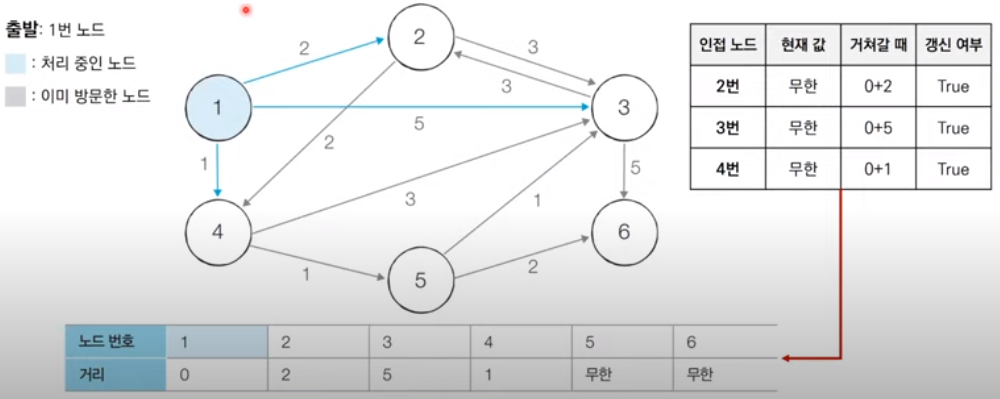 출발: 1번 노드
: 처리 중인 노드
: 이미 방문한 노드
1
2
3
4
5
6
2
5
1
3
3
2
3
1
1
2
5
인접 노드 현재 값 거쳐갈 때 갱신 여부
2번 무한 0+2 True
3번 무한 0+5 True
4번 무한 0+1 True
노드 번호 1 2 3 4 5 6
거리 0 2 5 1 무한 무한